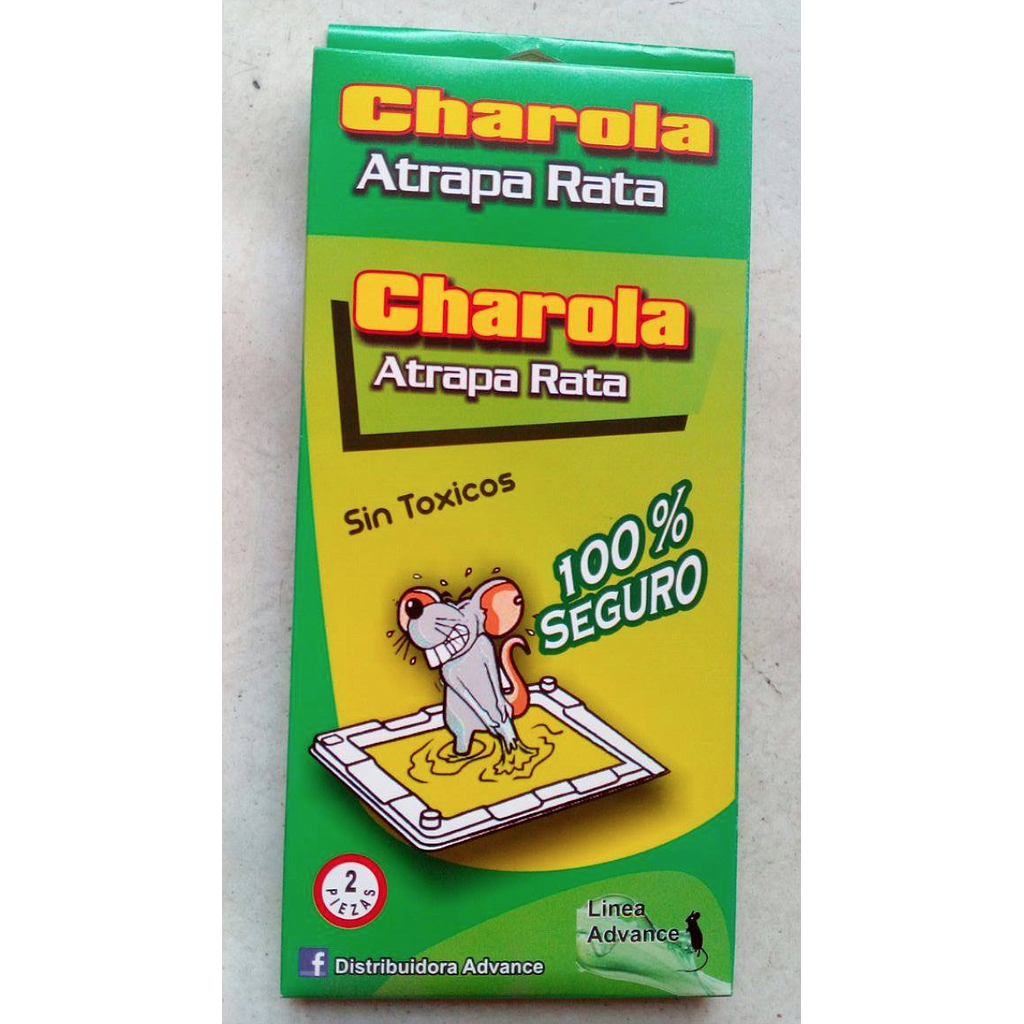 Charola
Atrapa Rata
Charola
Atrapa Rata
Sin Toxicos
100 %
SEGURO
2
PIEZAS
Linea
Advance
f Distribuidora Advance